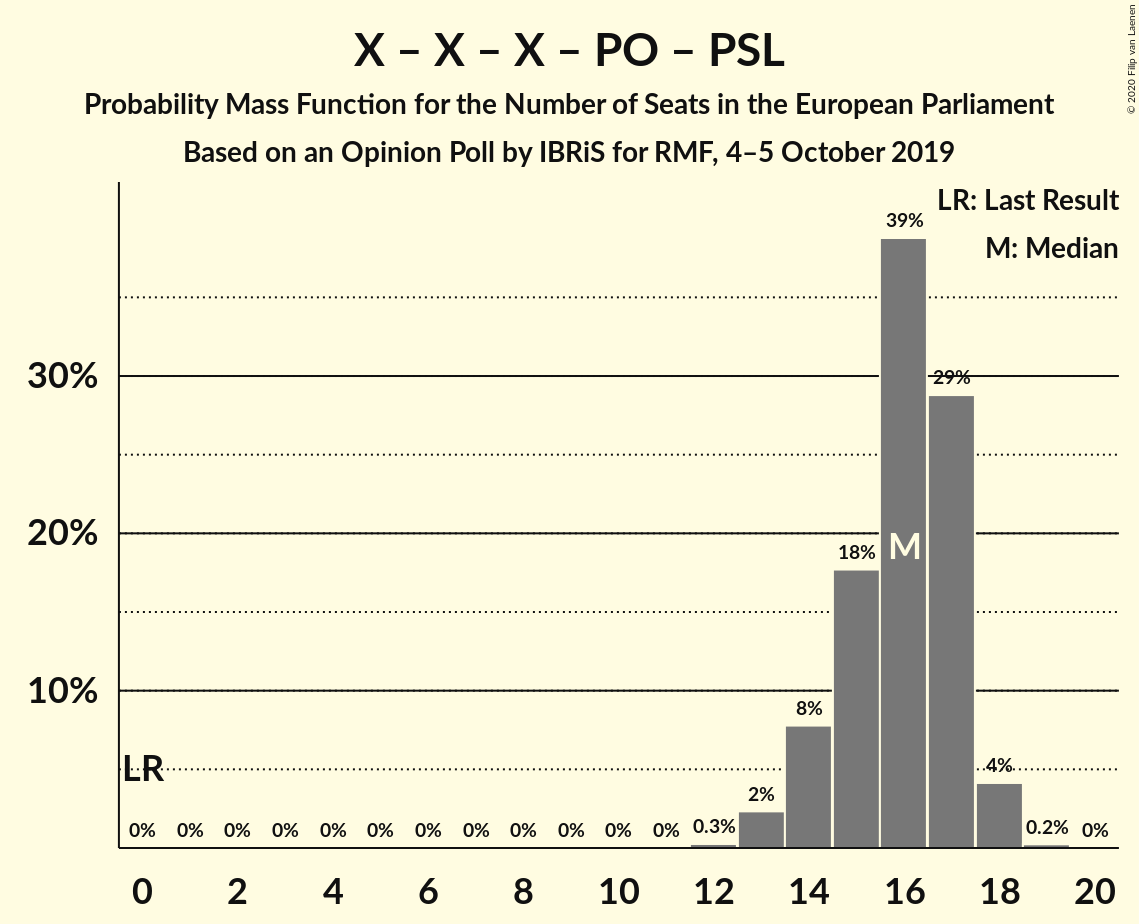 X – X – X – PO – PSL
Probability Mass Function for the Number of Seats in the European Parliament
Based on an Opinion Poll by IBRiS for RMF, 4–5 October 2019
© 2020 Filip van Laenen
LR: Last Result
M: Median
39%
30%
29%
20%
18%
M
10%
8%
LR
4%
2%
0% 0% 0% 0% 0% 0% 0% 0% 0% 0% 0% 0% 0.3% 0.2% 0%
0 2 4 6 8 10 12 14 16 18 20